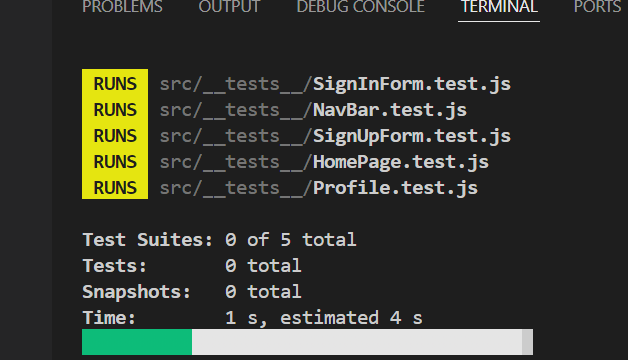 PROBLEMS OUTPUT DEBUG CONSOLE TERMINAL PORTS
RUNS src/__tests__/SignInForm.test.js
RUNS src/__tests__/NavBar.test.js
RUNS src/__tests__/SignUpForm.test.js
RUNS src/__tests__/HomePage.test.js
RUNS src/__tests__/Profile.test.js
Test Suites: 0 of 5 total
Tests: 0 total
Snapshots: 0 total
Time: 1 s, estimated 4 s